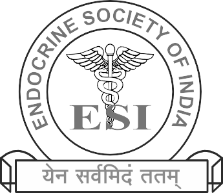 ENDOCRINE SOCIETY OF INDIA
ESI
येन सर्वमिदं ततम्